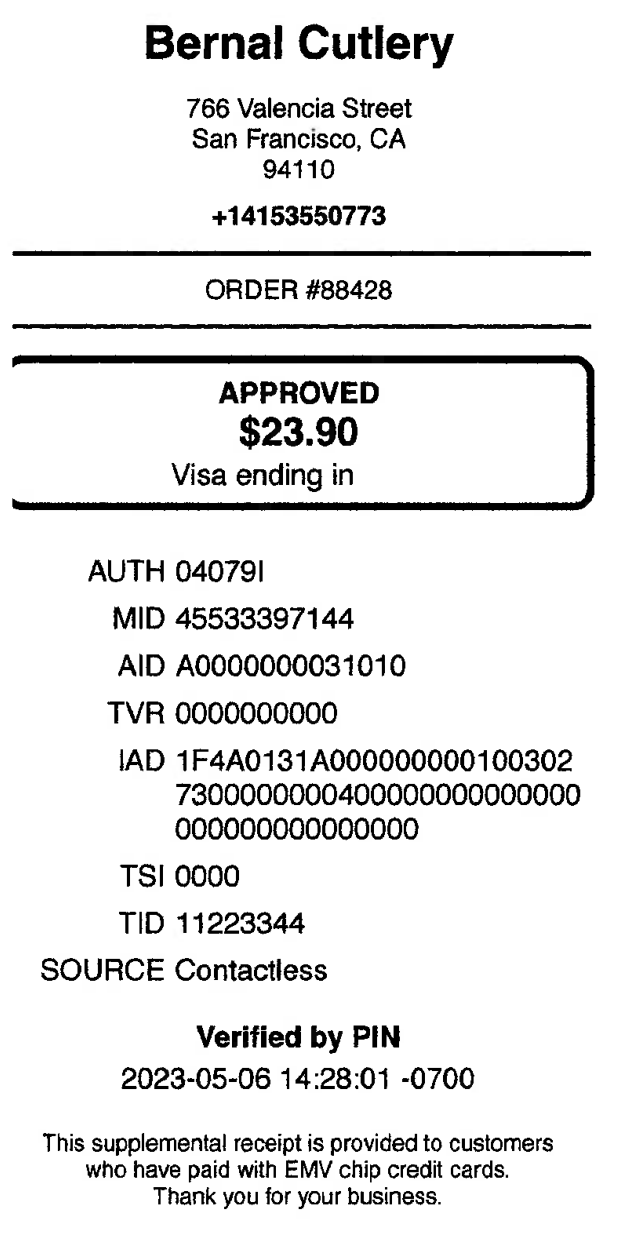 Bernal Cutlery
766 Valencia Street
San Francisco, CA
94110
+14153550773
ORDER #88428
APPROVED
$23.90
Visa ending in
AUTH 04079I
MID 45533397144
AID A0000000031010
TVR 0000000000
IAD 1F4A0131A000000000100302
73000000004000000000000000
000000000000000
TSI 0000
TID 11223344
SOURCE Contactless
Verified by PIN
2023-05-06 14:28:01 -0700
This supplemental receipt is provided to customers
who have paid with EMV chip credit cards.
Thank you for your business.